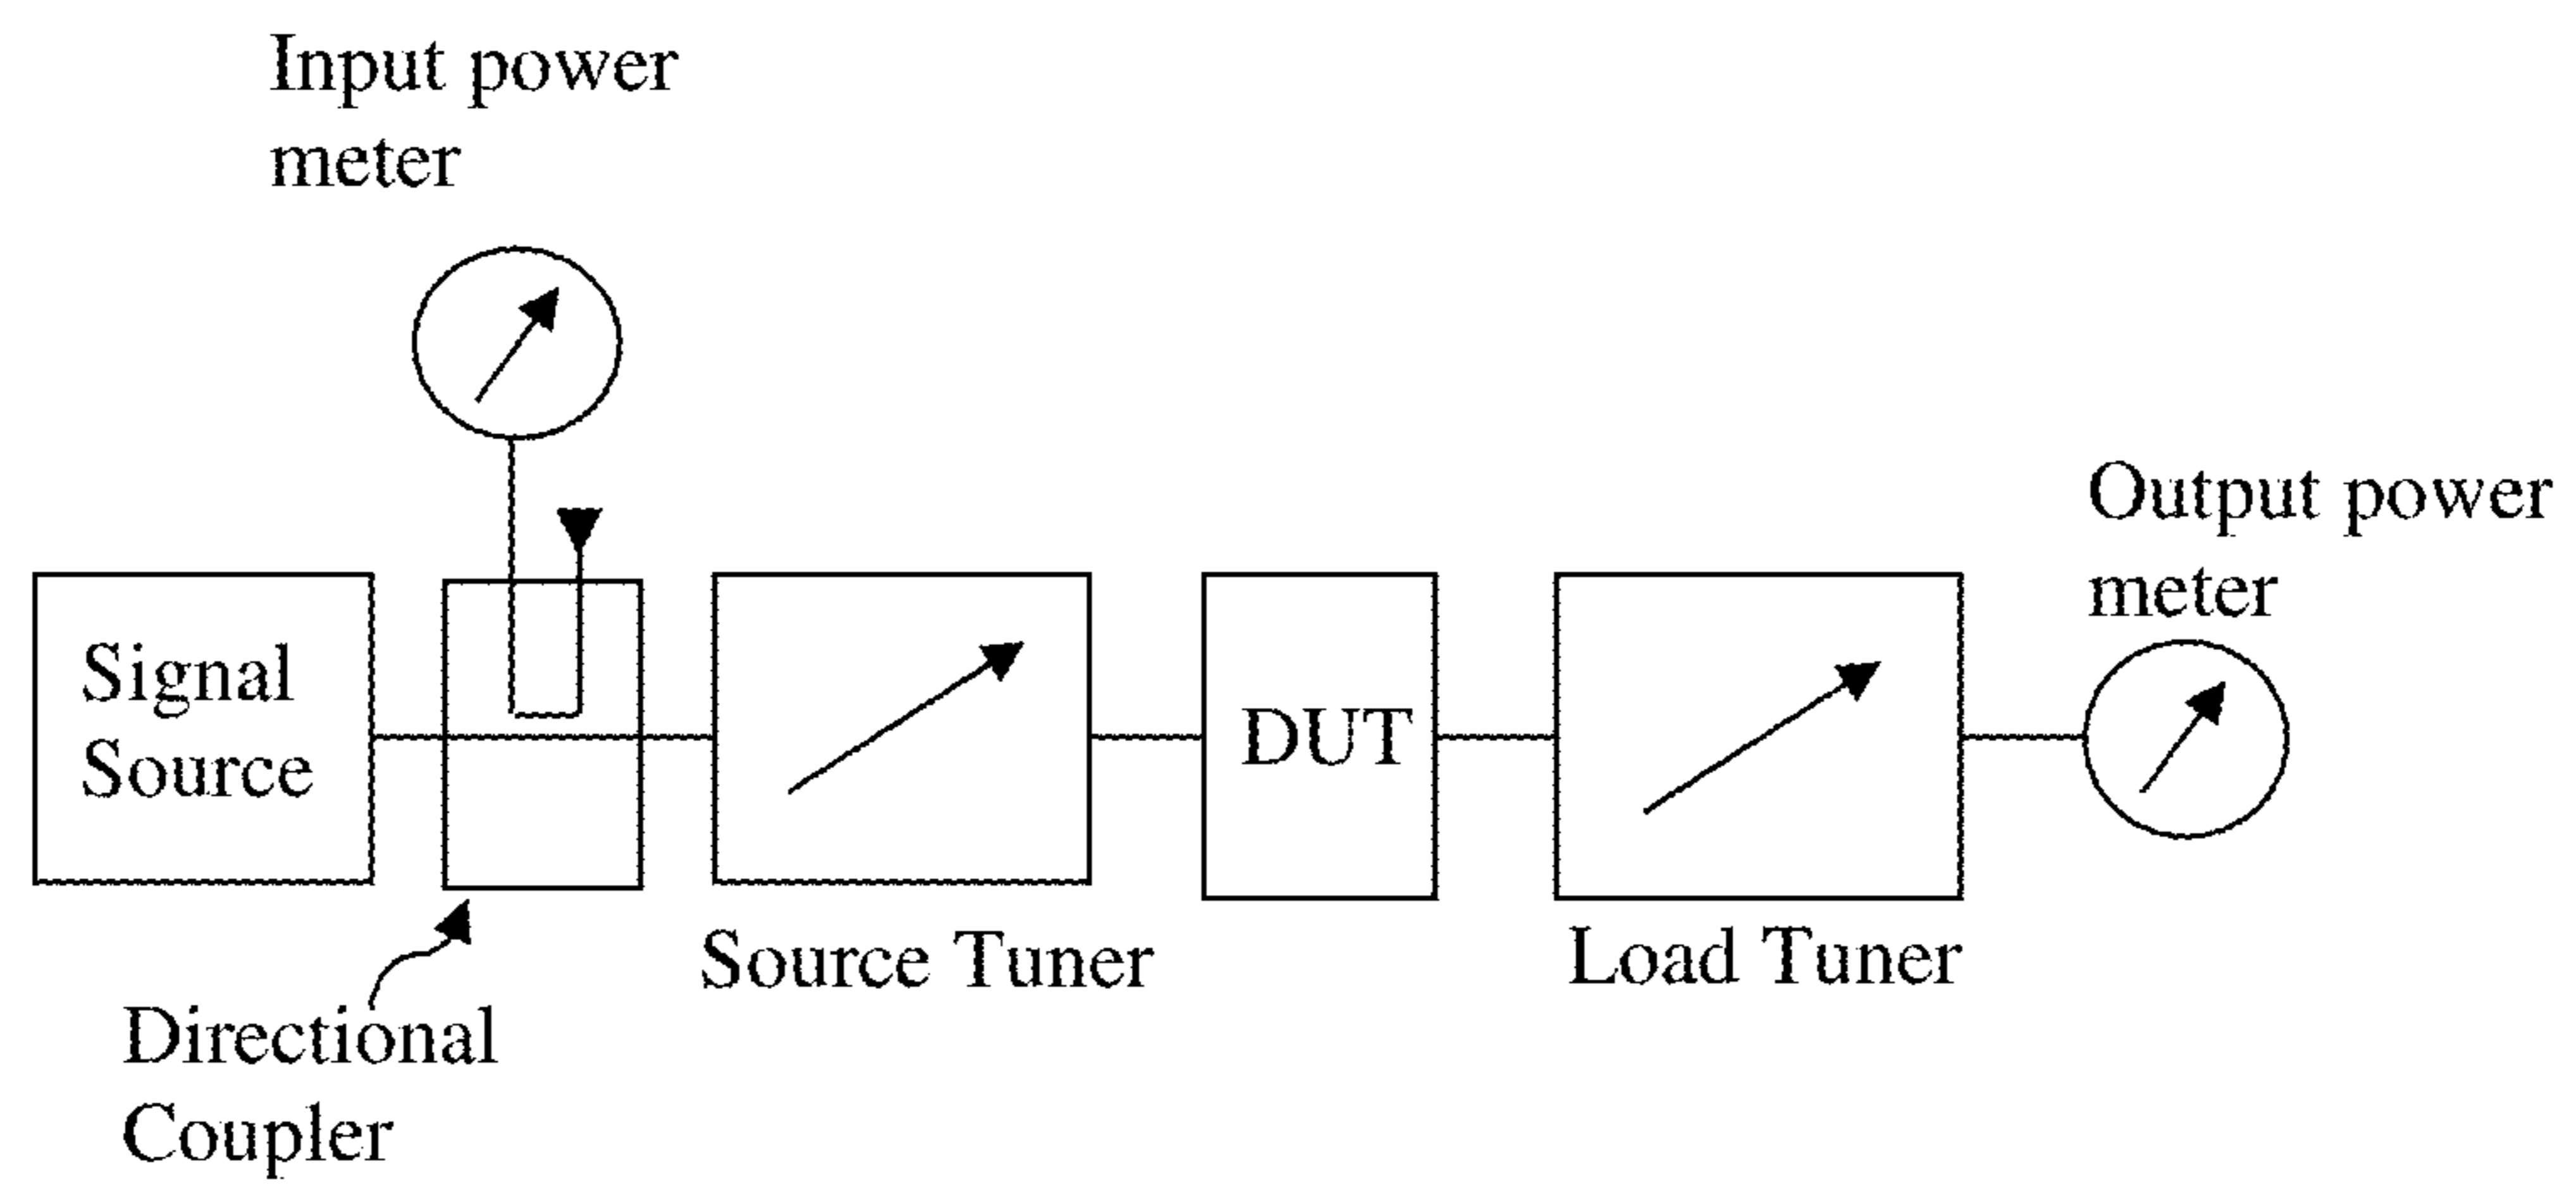 Input power
meter
Output power
meter
Signal
Source
DUT
Source Tuner
Load Tuner
Directional
Coupler